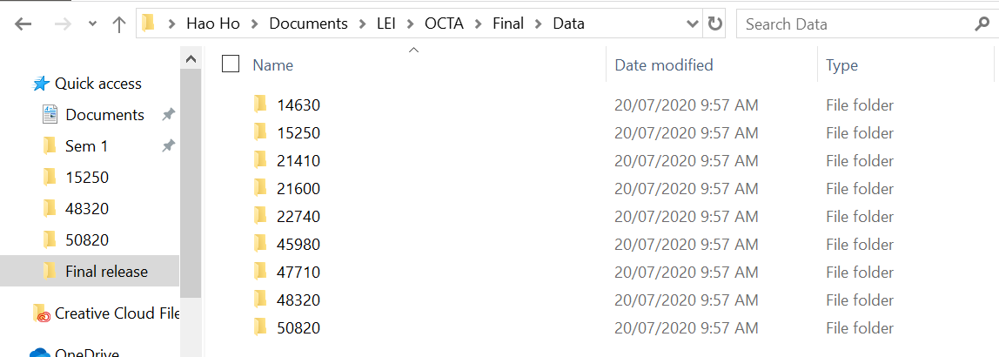 Hao Ho > Documents > LEI > OCTA > Final > Data
Search Data
Quick access
Documents
Sem 1
15250
48320
50820
Final release
Creative Cloud File
OneDrive
Name Date modified Type
14630 20/07/2020 9:57 AM File folder
15250 20/07/2020 9:57 AM File folder
21410 20/07/2020 9:57 AM File folder
21600 20/07/2020 9:57 AM File folder
22740 20/07/2020 9:57 AM File folder
45980 20/07/2020 9:57 AM File folder
47710 20/07/2020 9:57 AM File folder
48320 20/07/2020 9:57 AM File folder
50820 20/07/2020 9:57 AM File folder